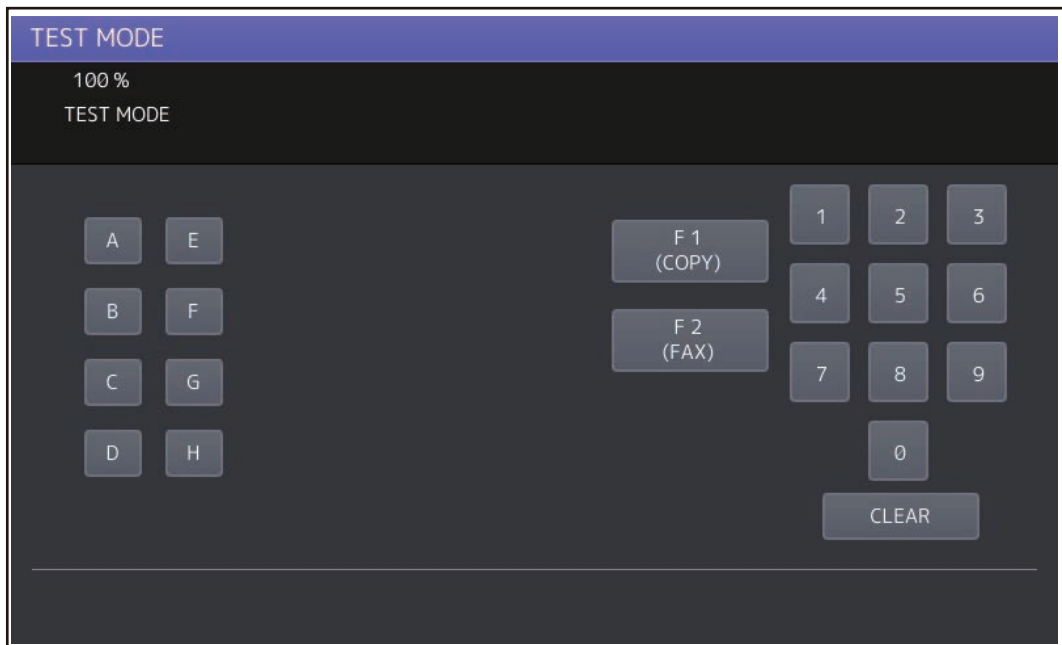 TEST MODE
100 %
TEST MODE
A E
B F
C G
D H
F 1
(COPY)
F 2
(FAX)
1 2 3
4 5 6
7 8 9
0
CLEAR